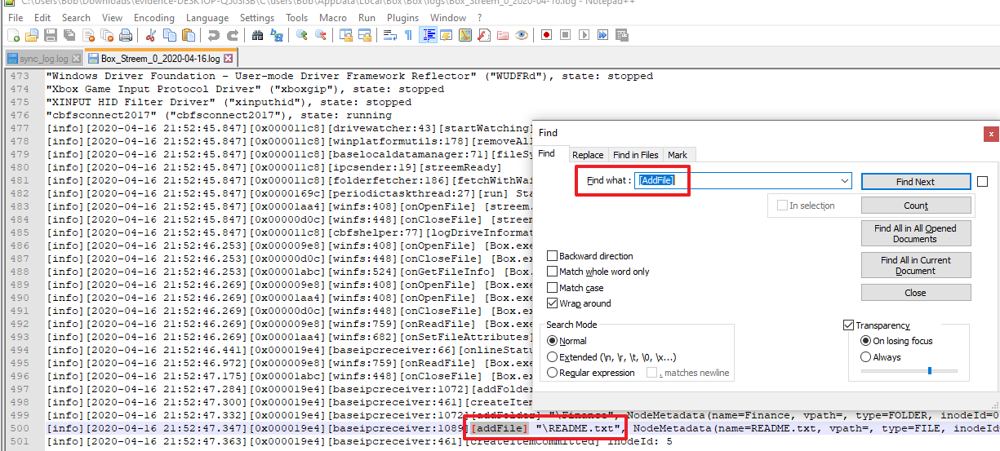 C:\Users\Bob\Downloads\evidence-DESKTOP-QJ0SISB\C\Users\Bob\AppData\Local\Box\Box\logs\Box_Streem_0_2020-04-16.log - Notepad++
File Edit Search View Encoding Language Settings Tools Macro Run Plugins Window ?
sync_log.log Box_Streem_0_2020-04-16.log
473 "Windows Driver Foundation - User-mode Driver Framework Reflector" ("WUDFRd"), state: stopped
474 "Xbox Game Input Protocol Driver" ("xboxgip"), state: stopped
475 "XINPUT HID Filter Driver" ("xinputhid"), state: stopped
476 "cbfsconnect2017" ("cbfsconnect2017"), state: running
477 [info][2020-04-16 21:52:45.847][0x000011c8][drivewatcher:43][startWatching]
478 [info][2020-04-16 21:52:45.847][0x000011c8][winplatformutils:178][removeAll
479 [info][2020-04-16 21:52:45.847][0x000011c8][baselocaldatamanager:71][fileSy
480 [info][2020-04-16 21:52:45.847][0x000011c8][ipcsender:19][streemReady]
481 [info][2020-04-16 21:52:45.847][0x000011c8][folderfetcher:186][fetchWithWai
482 [info][2020-04-16 21:52:45.847][0x0000169c][periodictaskthread:27][run] Sta
483 [info][2020-04-16 21:52:45.847][0x00001aa4][winfs:408][onOpenFile] [streem.
484 [info][2020-04-16 21:52:45.847][0x00000d0c][winfs:448][onCloseFile] [streem
485 [info][2020-04-16 21:52:45.847][0x000011c8][cbfshelper:77][logDriveInformat
486 [info][2020-04-16 21:52:46.253][0x000009e8][winfs:408][onOpenFile] [Box.exe
487 [info][2020-04-16 21:52:46.253][0x00000d0c][winfs:448][onCloseFile] [Box.ex
488 [info][2020-04-16 21:52:46.253][0x00001abc][winfs:524][onGetFileInfo] [Box.
489 [info][2020-04-16 21:52:46.269][0x000009e8][winfs:408][onOpenFile] [Box.exe
490 [info][2020-04-16 21:52:46.269][0x00001aa4][winfs:408][onOpenFile] [Box.exe
491 [info][2020-04-16 21:52:46.269][0x00000d0c][winfs:448][onCloseFile] [Box.ex
492 [info][2020-04-16 21:52:46.269][0x000009e8][winfs:759][onReadFile] [Box.exe
493 [info][2020-04-16 21:52:46.269][0x00001aa4][winfs:682][onSetFileAttributes]
494 [info][2020-04-16 21:52:46.441][0x000019e4][baseipcreceiver:66][onlineStatu
495 [info][2020-04-16 21:52:46.972][0x000009e8][winfs:759][onReadFile] [Box.exe
496 [info][2020-04-16 21:52:47.175][0x00001abc][winfs:448][onCloseFile] [Box.ex
497 [info][2020-04-16 21:52:47.284][0x000019e4][baseipcreceiver:1072][addFolder
498 [info][2020-04-16 21:52:47.300][0x000019e4][baseipcreceiver:461][createItem
499 [info][2020-04-16 21:52:47.332][0x000019e4][baseipcreceiver:1072][addFolder] "\Finance", NodeMetadata(name=Finance, vpath=, type=FOLDER, inodeId=0
500 [info][2020-04-16 21:52:47.347][0x000019e4][baseipcreceiver:1089][addFile] "\README.txt", NodeMetadata(name=README.txt, vpath=, type=FILE, inodeId=
501 [info][2020-04-16 21:52:47.363][0x000019e4][baseipcreceiver:461][createItemCommitted] inodeId: 5
Find
x
Find Replace Find in Files Mark
Find what : [AddFile]
Find Next
In selection
Count
Find All in All Opened
Documents
Find All in Current
Document
Close
Backward direction
Match whole word only
Match case
Wrap around
Search Mode
Normal
Extended (\n, \r, \t, \0, \x...)
Regular expression
. matches newline
Transparency
On losing focus
Always